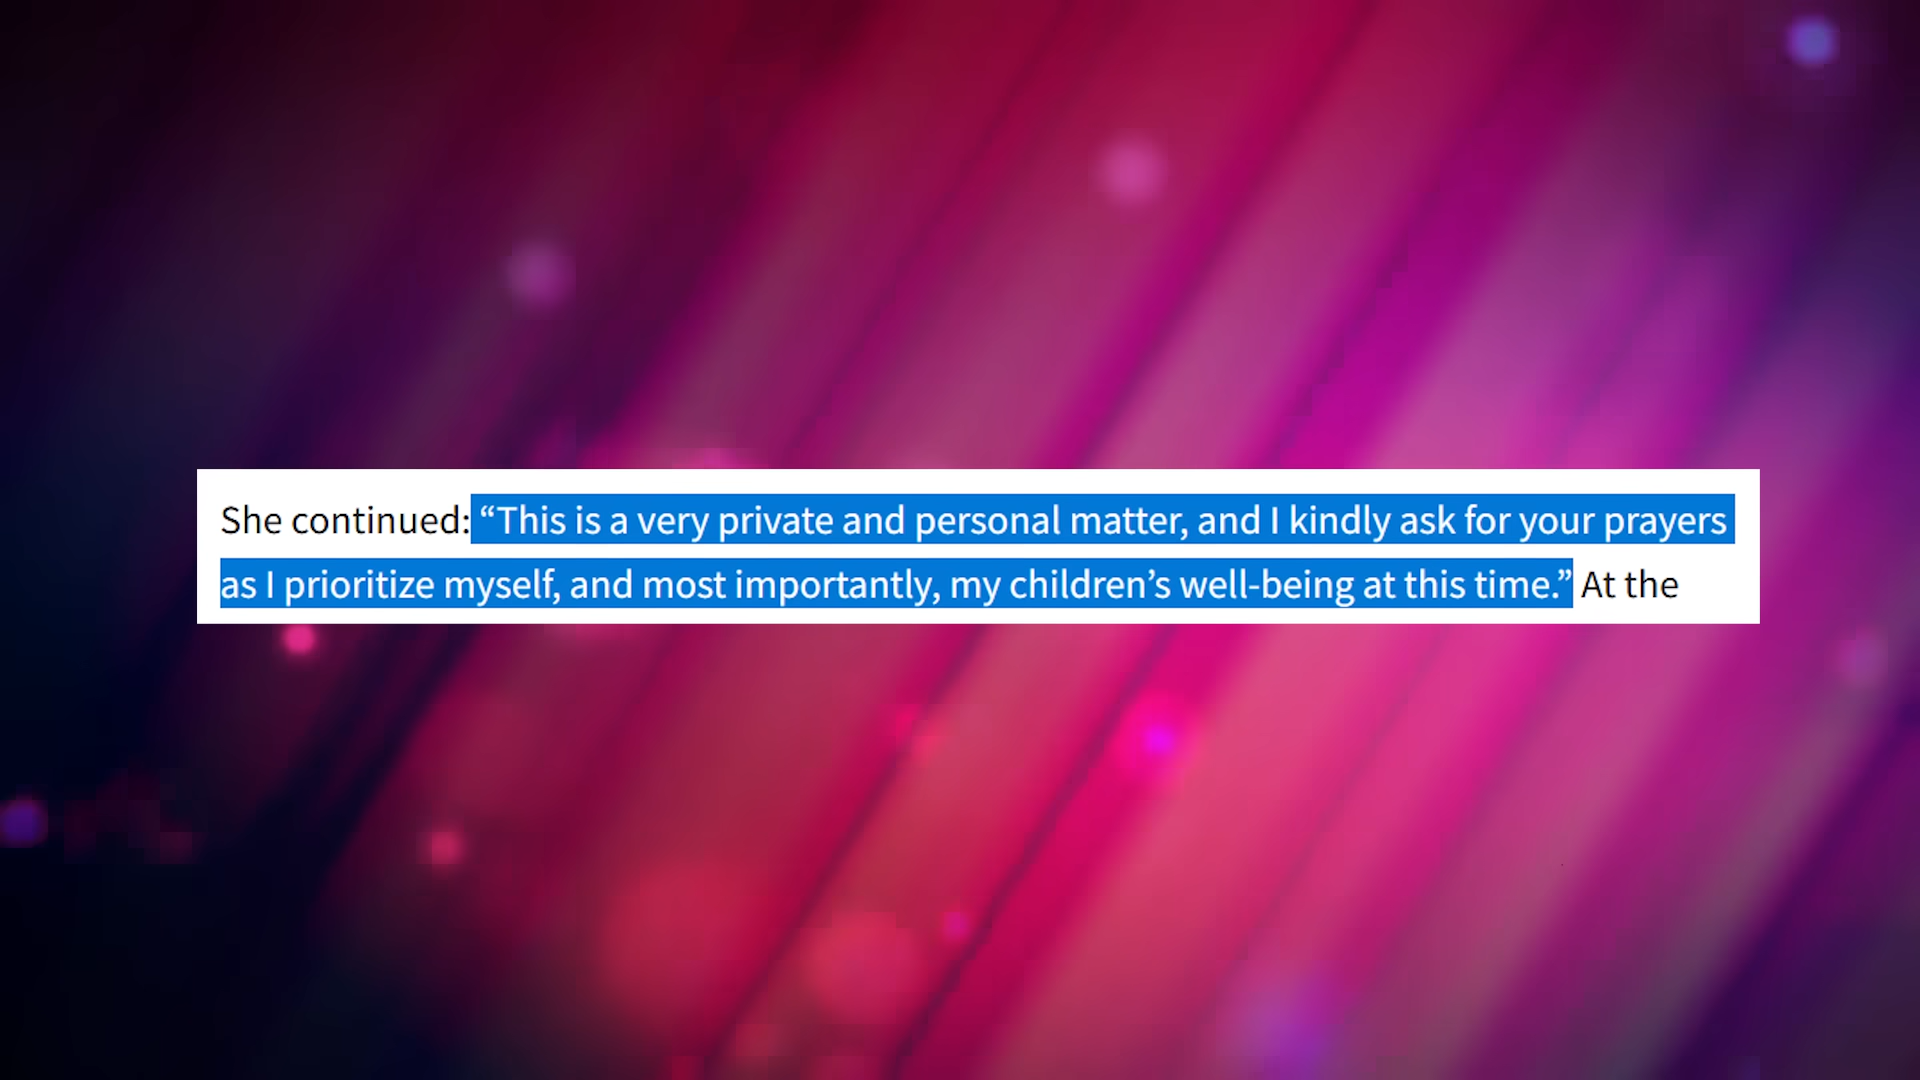 She continued: “This is a very private and personal matter, and I kindly ask for your prayers
as I prioritize myself, and most importantly, my children’s well-being at this time.” At the